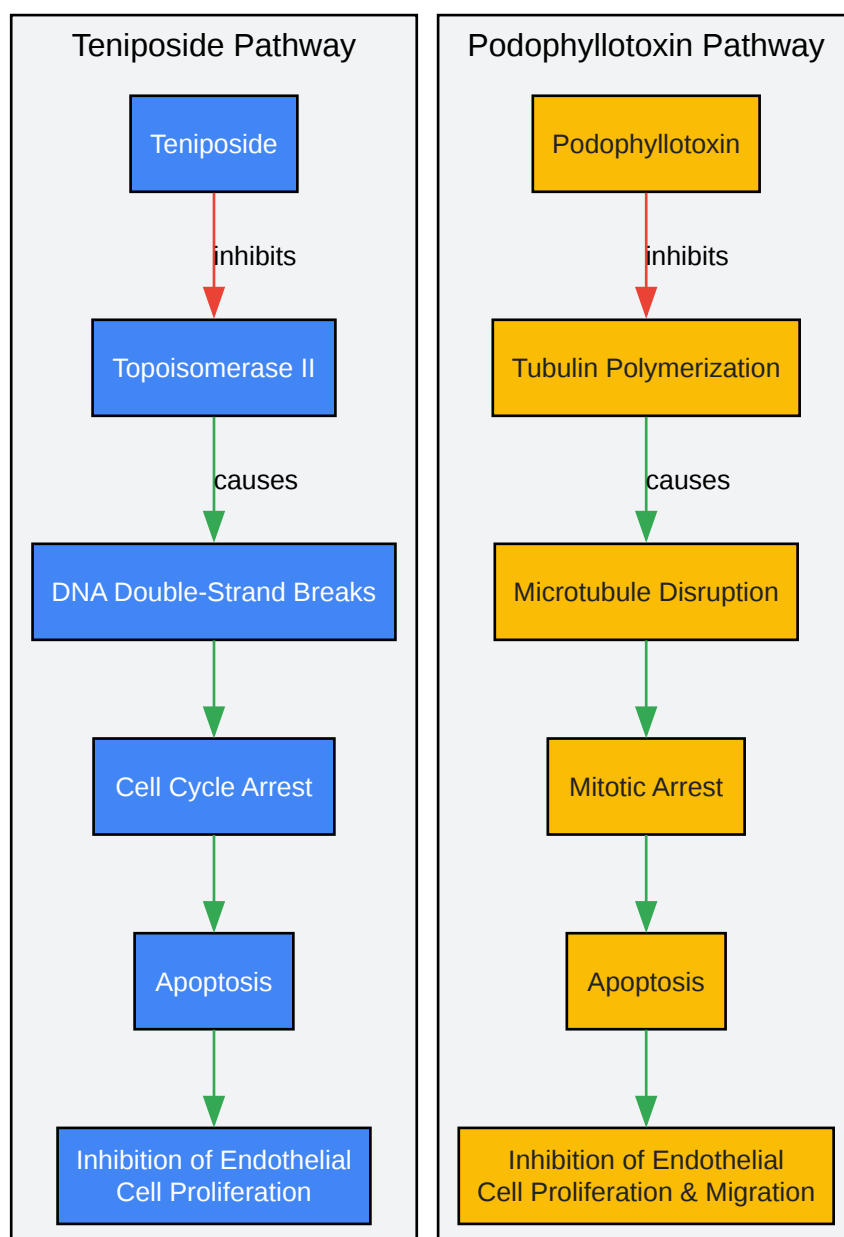 Teniposide Pathway
Teniposide
inhibits
Topoisomerase II
causes
DNA Double-Strand Breaks
Cell Cycle Arrest
Apoptosis
Inhibition of Endothelial
Cell Proliferation
Podophyllotoxin Pathway
Podophyllotoxin
inhibits
Tubulin Polymerization
causes
Microtubule Disruption
Mitotic Arrest
Apoptosis
Inhibition of Endothelial
Cell Proliferation & Migration